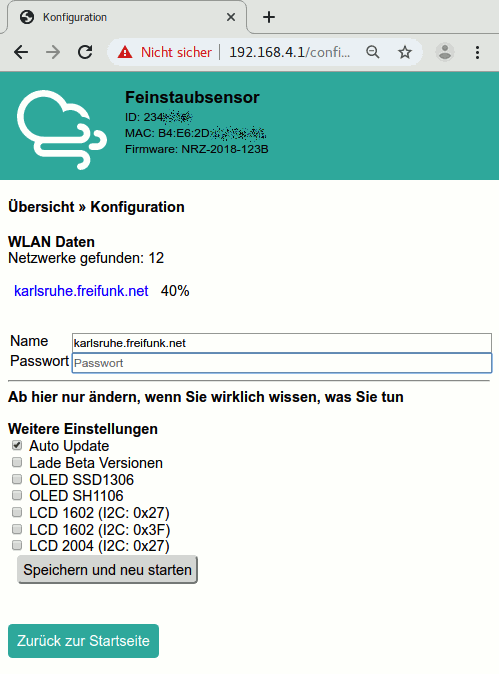 Konfiguration
Nicht sicher 192.168.4.1/confi...
Feinstaubsensor
ID: 234
MAC: B4:E6:2D
Firmware: NRZ-2018-123B
Übersicht » Konfiguration
WLAN Daten
Netzwerke gefunden: 12
karlsruhe.freifunk.net 40%
Name karlsruhe.freifunk.net
Passwort Passwort
Ab hier nur ändern, wenn Sie wirklich wissen, was Sie tun
Weitere Einstellungen
Auto Update
Lade Beta Versionen
OLED SSD1306
OLED SH1106
LCD 1602 (I2C: 0x27)
LCD 1602 (I2C: 0x3F)
LCD 2004 (I2C: 0x27)
Speichern und neu starten
Zurück zur Startseite